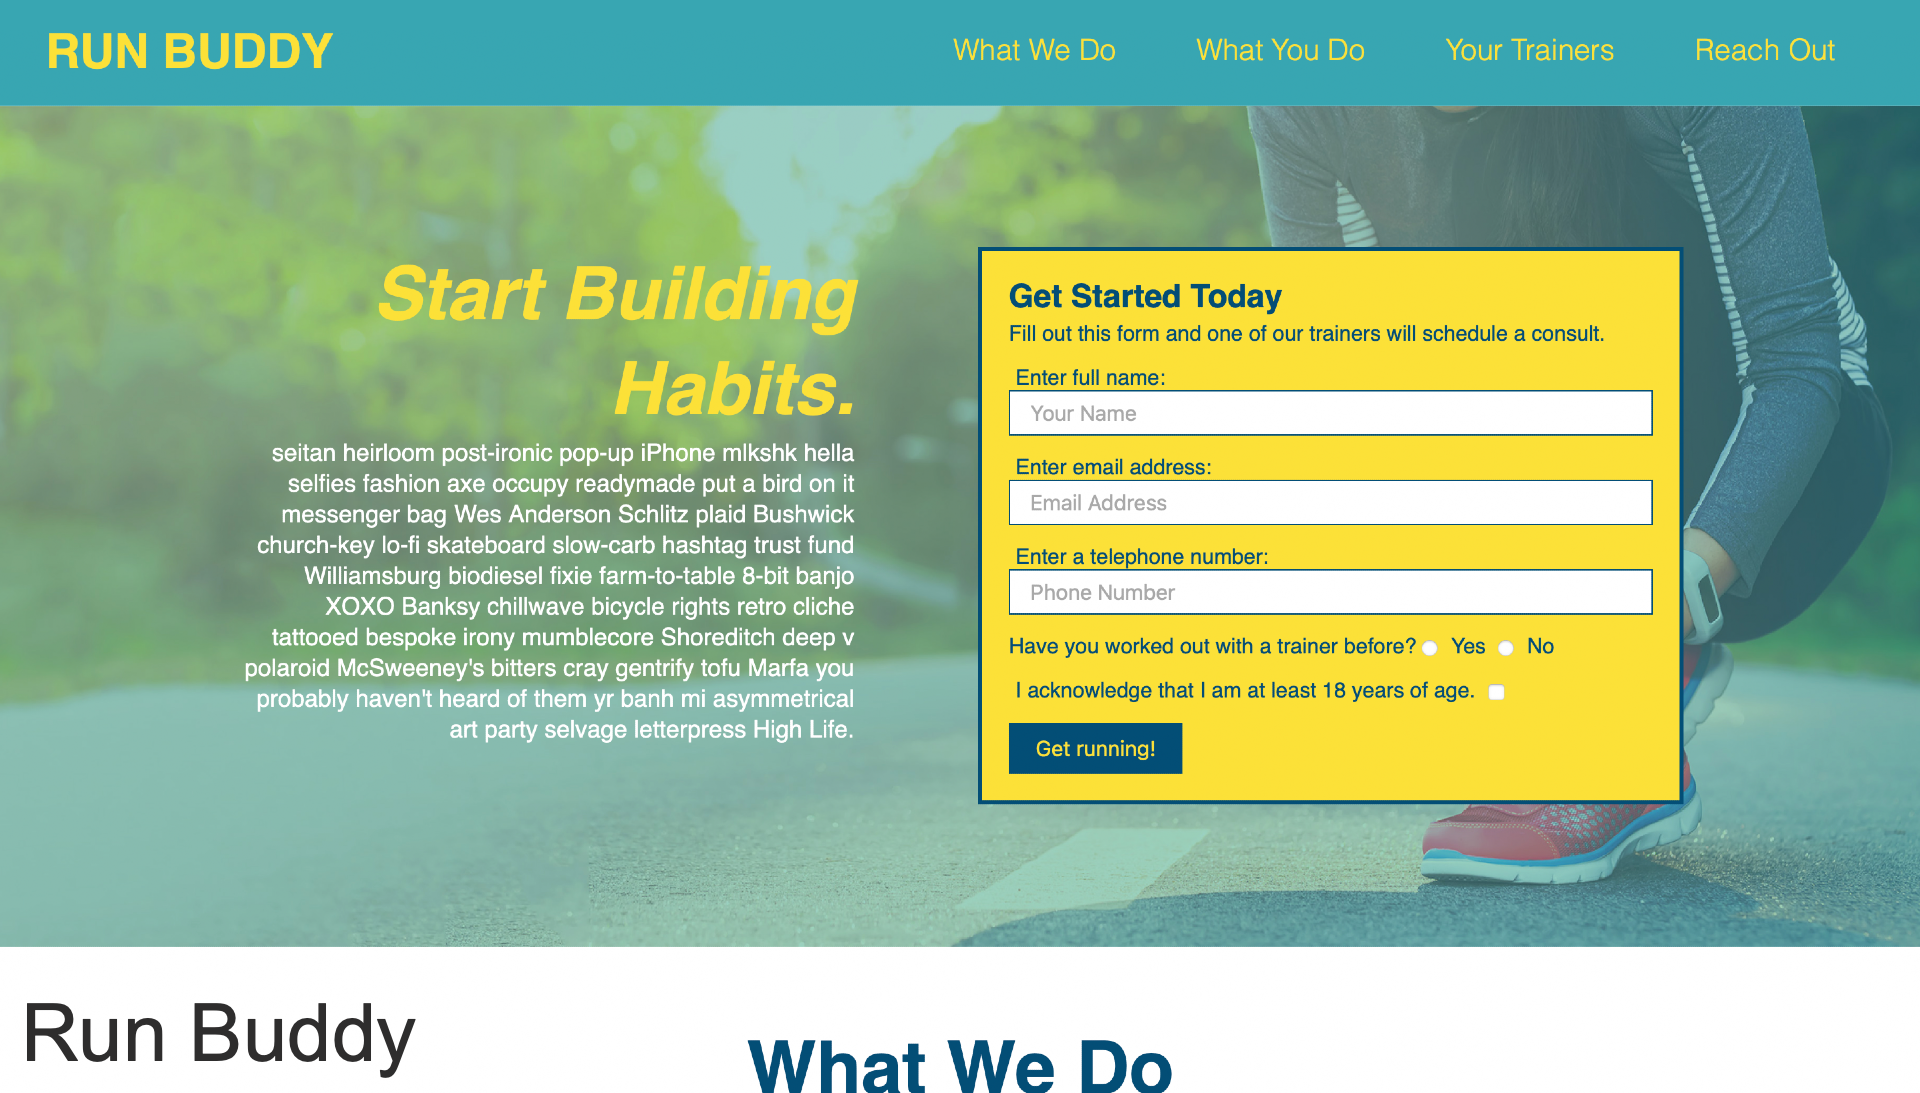 RUN BUDDY
What We Do
What You Do
Your Trainers
Reach Out
Start Building
Habits.
seitan heirloom post-ironic pop-up iPhone mlkshk hella
selfies fashion axe occupy readymade put a bird on it
messenger bag Wes Anderson Schlitz plaid Bushwick
church-key lo-fi skateboard slow-carb hashtag trust fund
Williamsburg biodiesel fixie farm-to-table 8-bit banjo
XOXO Banksy chillwave bicycle rights retro cliche
tattooed bespoke irony mumblecore Shoreditch deep v
polaroid McSweeney's bitters cray gentrify tofu Marfa you
probably haven't heard of them yr banh mi asymmetrical
art party selvage letterpress High Life.
Get Started Today
Fill out this form and one of our trainers will schedule a consult.
Enter full name:
Your Name
Enter email address:
Email Address
Enter a telephone number:
Phone Number
Have you worked out with a trainer before? Yes No
I acknowledge that I am at least 18 years of age.
Get running!
Run Buddy
What We Do